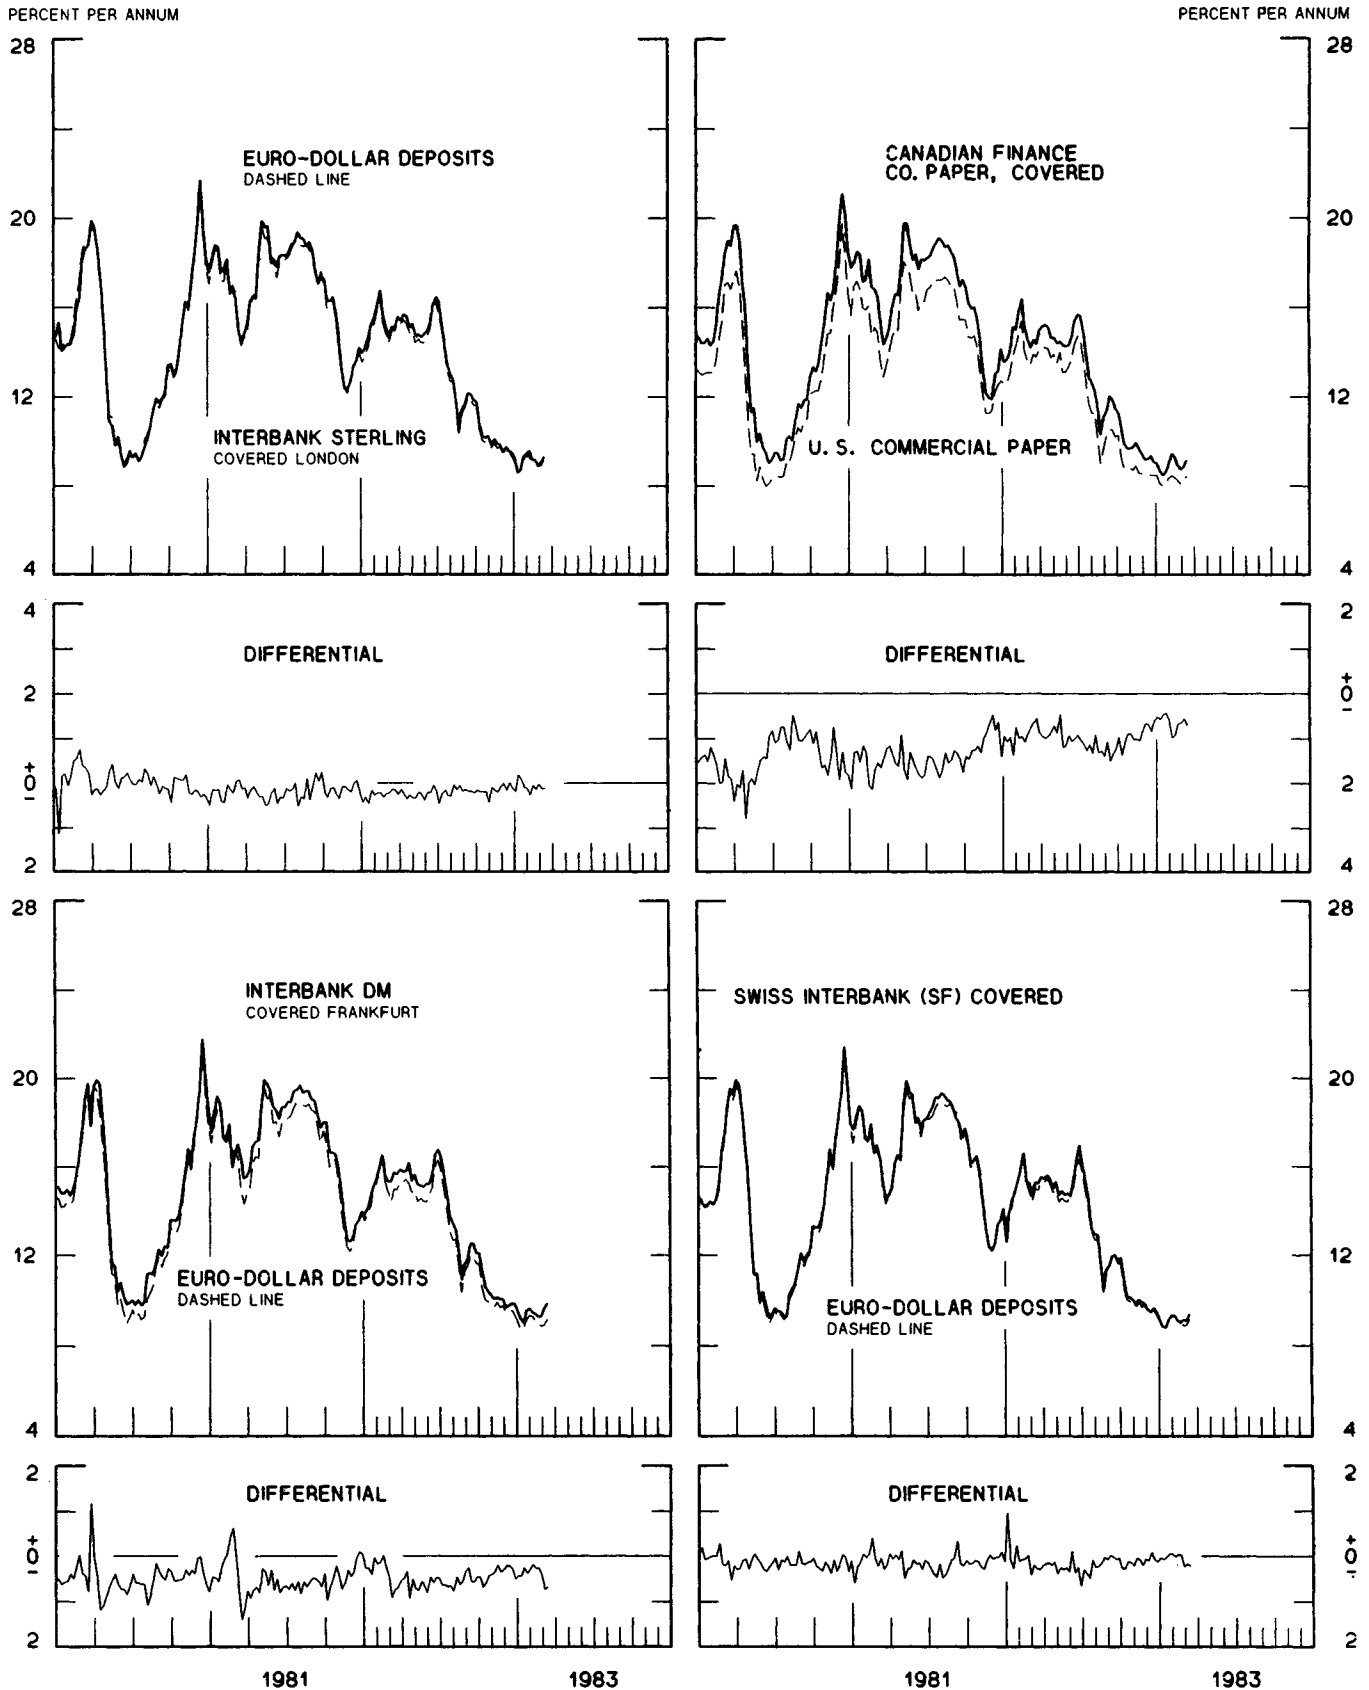 PERCENT PER ANNUM
PERCENT PER ANNUM
28
20
12
4
EURO-DOLLAR DEPOSITS
DASHED LINE
INTERBANK STERLING
COVERED LONDON
28
20
12
4
CANADIAN FINANCE
CO. PAPER, COVERED
U. S. COMMERCIAL PAPER
4
2
+
0
-
2
DIFFERENTIAL
2
+
0
-
2
4
DIFFERENTIAL
28
20
12
4
INTERBANK DM
COVERED FRANKFURT
EURO-DOLLAR DEPOSITS
DASHED LINE
28
20
12
4
SWISS INTERBANK (SF) COVERED
EURO-DOLLAR DEPOSITS
DASHED LINE
2
+
0
-
2
DIFFERENTIAL
2
+
0
-
2
DIFFERENTIAL
1981
1983
1981
1983